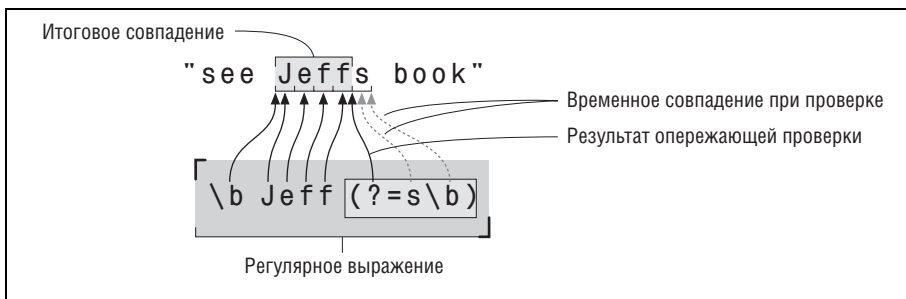 Итоговое совпадение
"see Jeffs book"
Временное совпадение при проверке
Результат опережающей проверки
\b Jeff (?=s\b)
Регулярное выражение